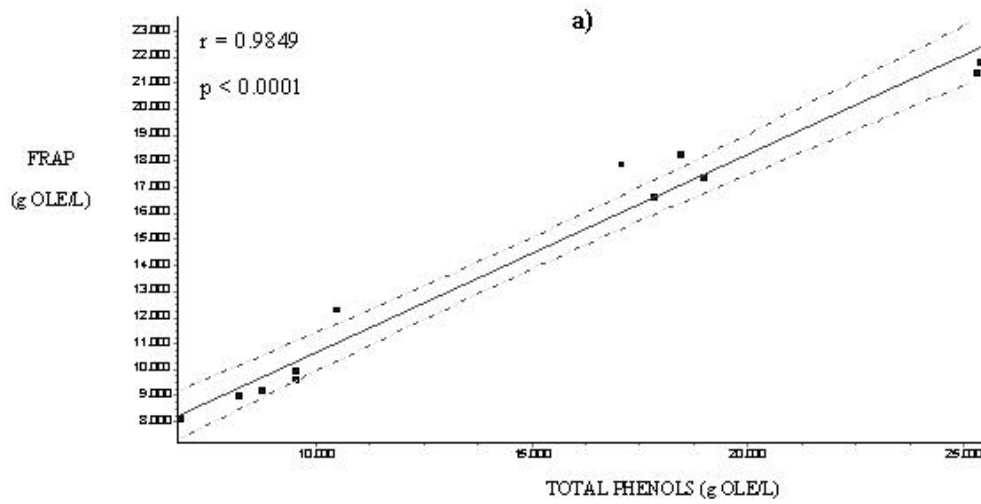 a)
r = 0.9849
p < 0.0001
FRAP
(g OLE/L)
23.000
22.000
21.000
20.000
19.000
18.000
17.000
16.000
15.000
14.000
13.000
12.000
11.000
10.000
9.000
8.000
10.000 15.000 20.000 25.000
TOTAL PHENOLS (g OLE/L)